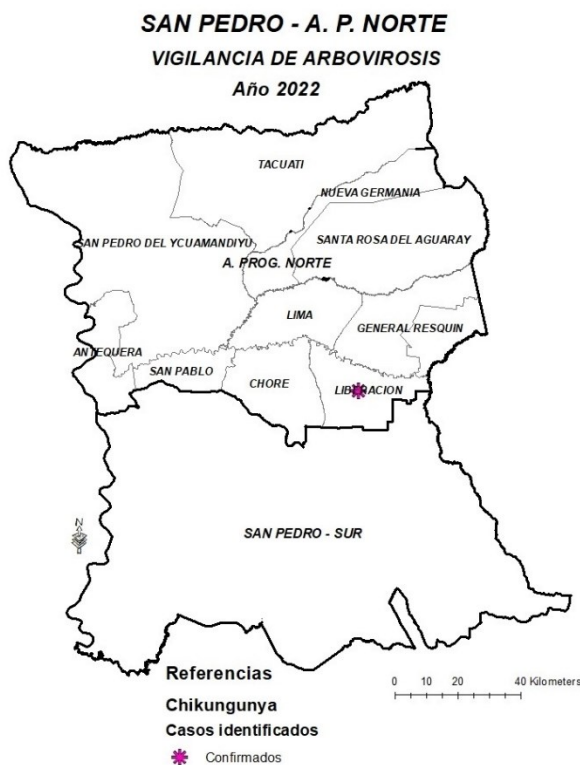 SAN PEDRO - A. P. NORTE
VIGILANCIA DE ARBOVIROSIS
Año 2022
TACUATI
NUEVA GERMANIA
SAN PEDRO DEL YCUAMANDIYU
SANTA ROSA DEL AGUARAY
A. PROG. NORTE
LIMA
GENERAL RESQUIN
ANTEQUERA
SAN PABLO
CHORE
LIBERACION
SAN PEDRO - SUR
N
Referencias
Chikungunya
Casos identificados
Confirmados
0 10 20 40 Kilometers